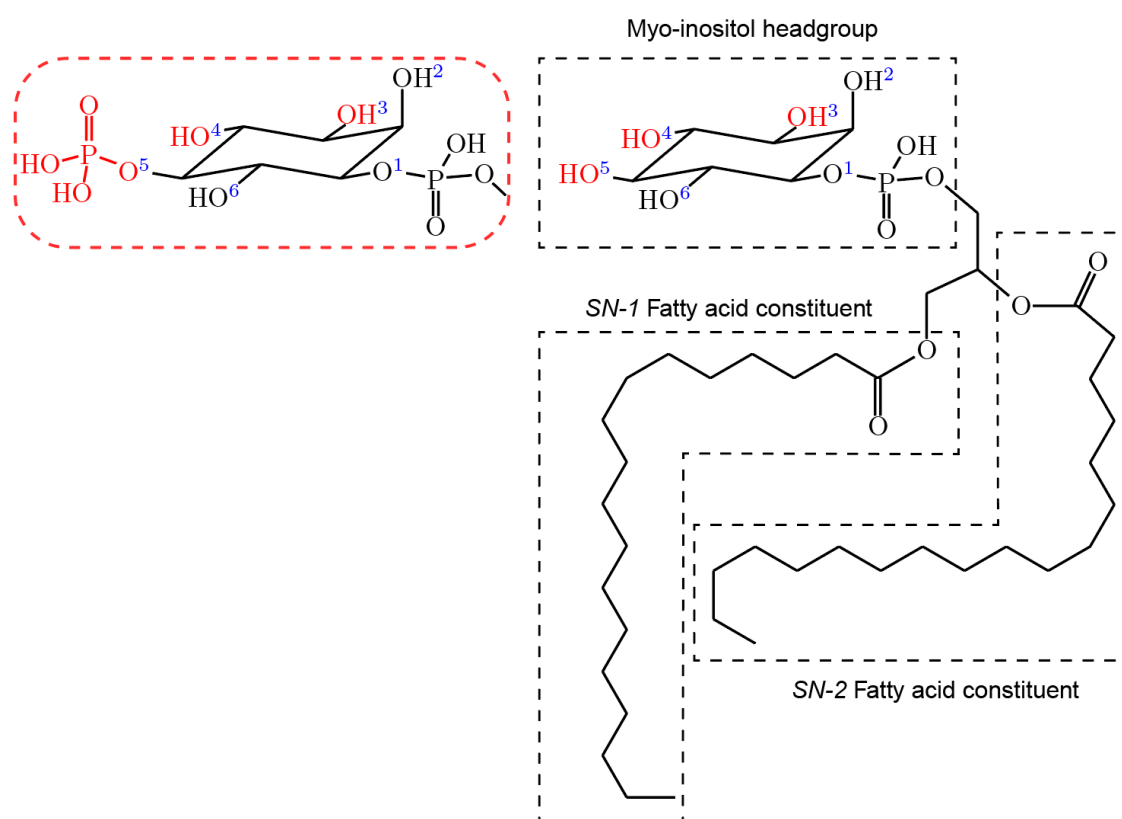 Myo-inositol headgroup
O
HO P O⁵
HO
HO⁴
OH³
OH²
HO⁶
O¹ P O
OH
O
HO⁵
HO⁴
OH³
OH²
HO⁶
O¹ P O
OH
O
O
O
SN-1 Fatty acid constituent
O
O
SN-2 Fatty acid constituent